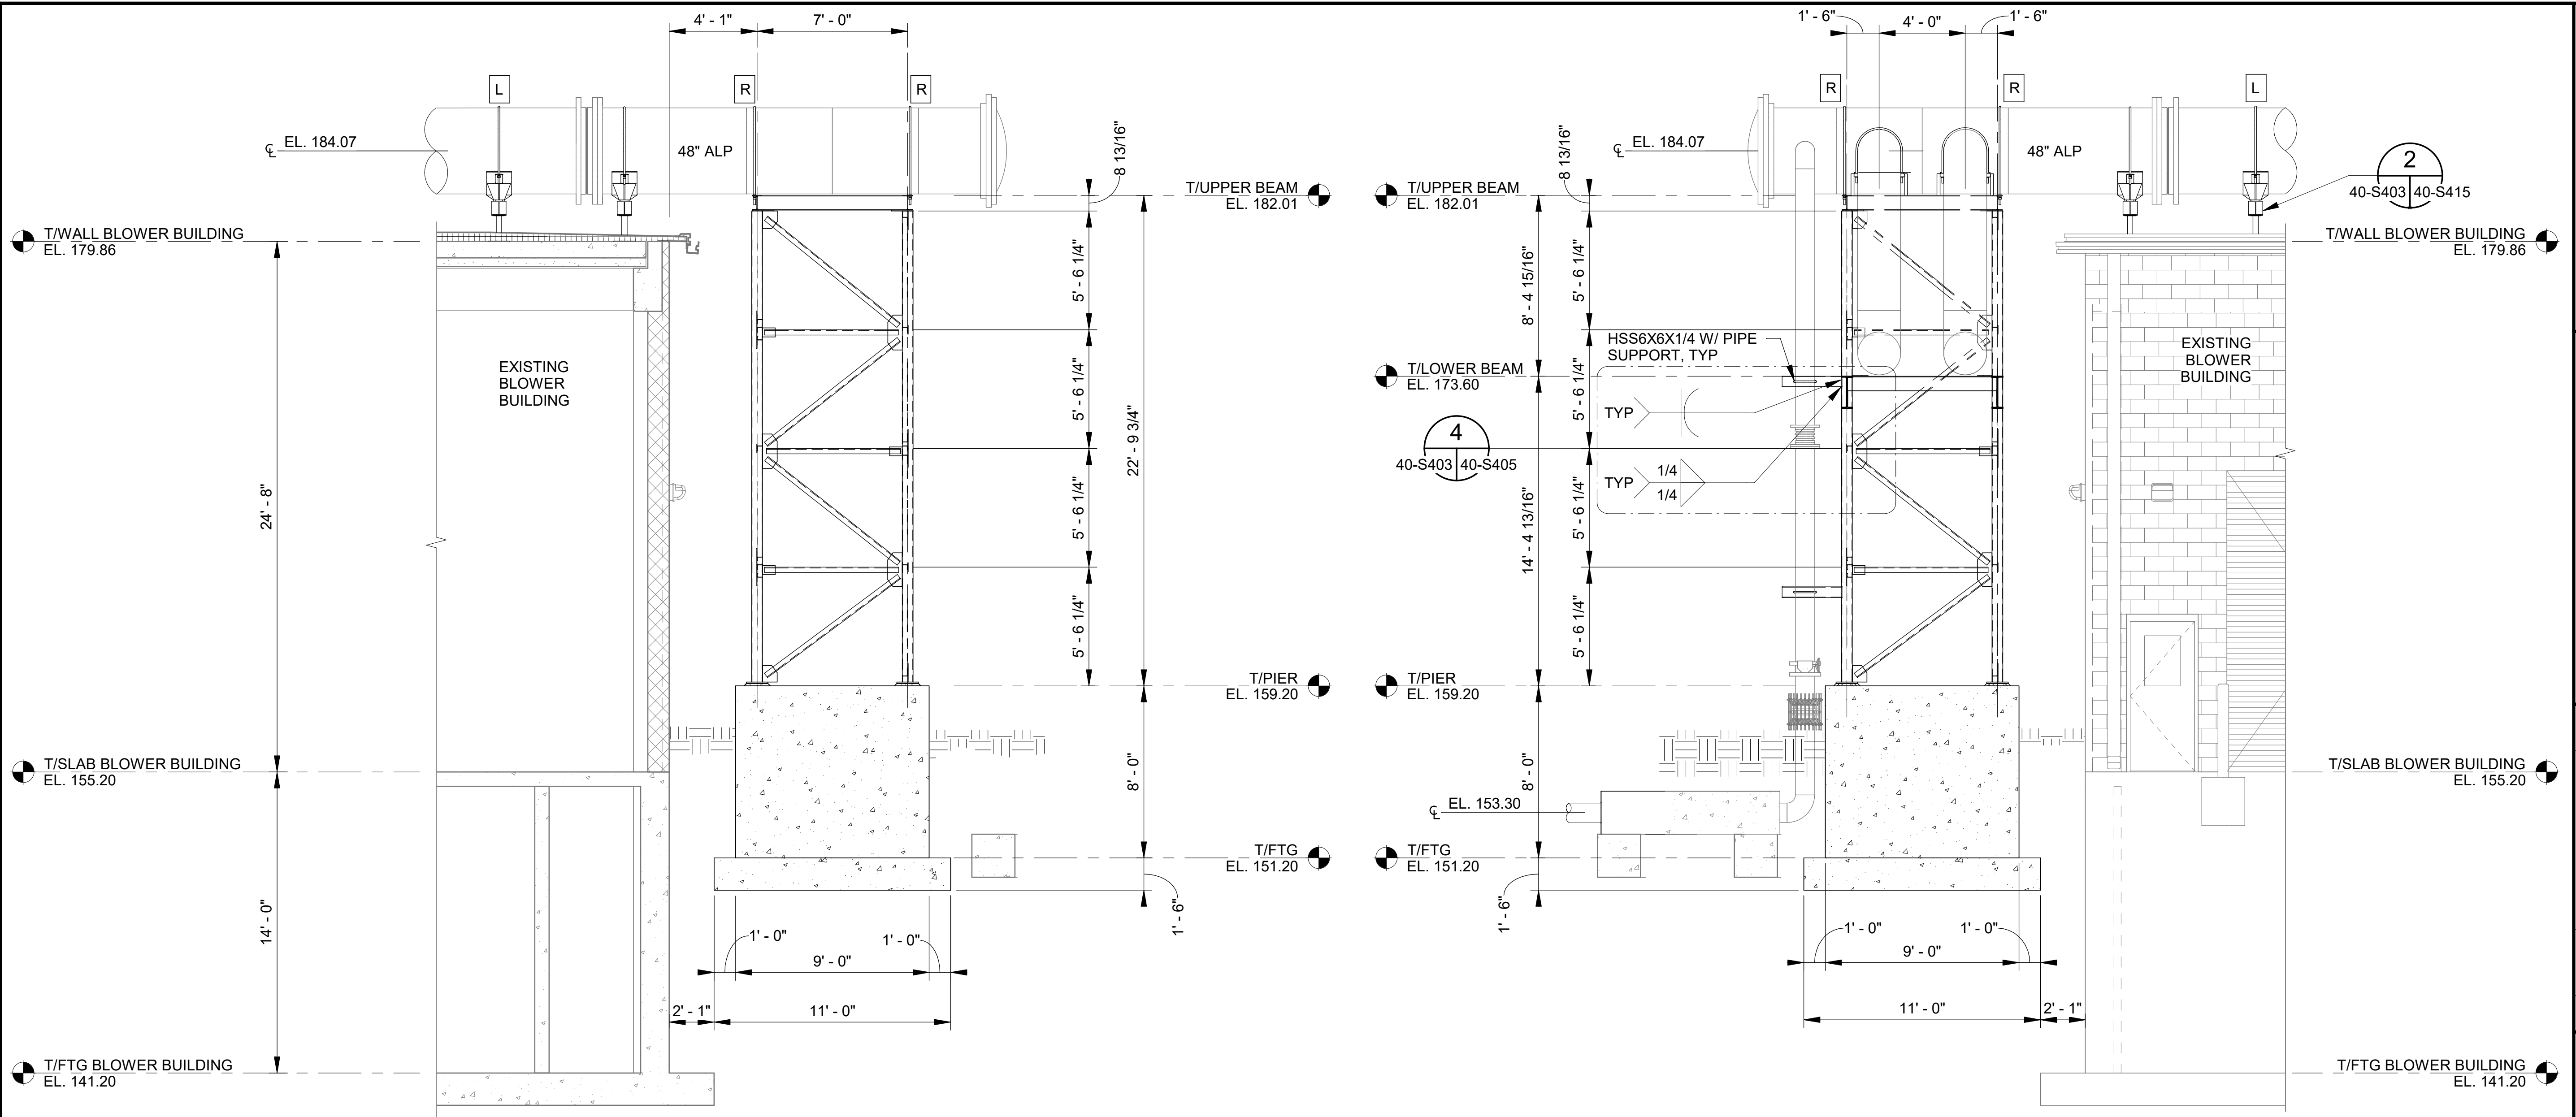 4' - 1"
7' - 0"
L
R
R
℄ EL. 184.07
48" ALP
8 13/16"
T/UPPER BEAM
EL. 182.01
T/WALL BLOWER BUILDING
EL. 179.86
5' - 6 1/4"
5' - 6 1/4"
5' - 6 1/4"
5' - 6 1/4"
22' - 9 3/4"
EXISTING
BLOWER
BUILDING
24' - 8"
T/PIER
EL. 159.20
T/SLAB BLOWER BUILDING
EL. 155.20
8' - 0"
T/FTG
EL. 151.20
1' - 6"
14' - 0"
1' - 0"
1' - 0"
9' - 0"
2' - 1"
11' - 0"
T/FTG BLOWER BUILDING
EL. 141.20
1' - 6"
4' - 0"
1' - 6"
R
R
L
℄ EL. 184.07
48" ALP
2
40-S403 40-S415
8 13/16"
T/UPPER BEAM
EL. 182.01
T/WALL BLOWER BUILDING
EL. 179.86
8' - 4 15/16"
5' - 6 1/4"
5' - 6 1/4"
5' - 6 1/4"
5' - 6 1/4"
HSS6X6X1/4 W/ PIPE
SUPPORT, TYP
EXISTING
BLOWER
BUILDING
T/LOWER BEAM
EL. 173.60
TYP
4
40-S403 40-S405
TYP
1/4
1/4
14' - 4 13/16"
T/PIER
EL. 159.20
T/SLAB BLOWER BUILDING
EL. 155.20
8' - 0"
℄ EL. 153.30
T/FTG
EL. 151.20
1' - 6"
1' - 0"
1' - 0"
9' - 0"
11' - 0"
2' - 1"
T/FTG BLOWER BUILDING
EL. 141.20